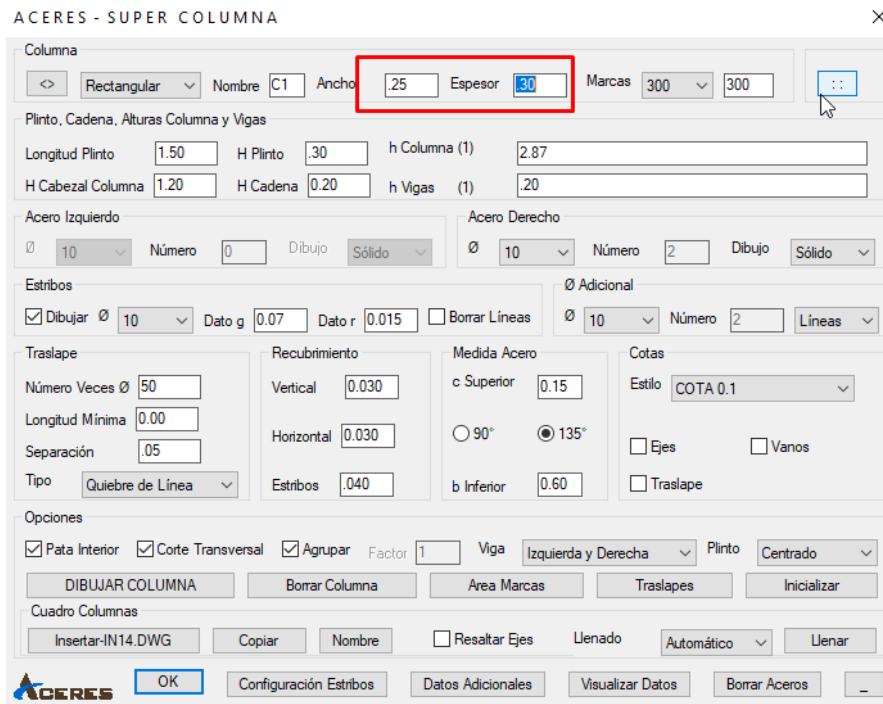 ACERES - SUPER COLUMNA
Columna
<> Rectangular Nombre C1 Ancho .25 Espesor .30 Marcas 300 300 ::
Plinto, Cadena, Alturas Columna y Vigas
Longitud Plinto 1.50 H Plinto .30 h Columna (1) 2.87
H Cabezal Columna 1.20 H Cadena 0.20 h Vigas (1) .20
Acero Izquierdo Acero Derecho
Ø 10 Número 0 Dibujo Sólido Ø 10 Número 2 Dibujo Sólido
Estribos Ø Adicional
Dibujar Ø 10 Dato g 0.07 Dato r 0.015 Borrar Líneas Ø 10 Número 2 Líneas
Traslape Recubrimiento Medida Acero Cotas
Número Veces Ø 50 Vertical 0.030 c Superior 0.15 Estilo COTA 0.1
Longitud Mínima 0.00
Horizontal 0.030 90° 135°
Separación .05 Ejes Vanos
Tipo Quiebre de Línea Estribos .040 b Inferior 0.60 Traslape
Opciones
Pata Interior Corte Transversal Agrupar Factor 1 Viga Izquierda y Derecha Plinto Centrado
DIBUJAR COLUMNA Borrar Columna Area Marcas Traslapes Inicializar
Cuadro Columnas
Insertar-IN14.DWG Copiar Nombre Resaltar Ejes Llenado Automático Llenar
ACERES OK Configuración Estribos Datos Adicionales Visualizar Datos Borrar Aceros _